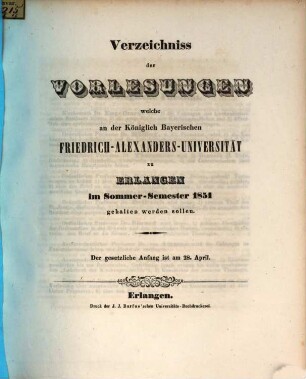 Verzeichniss
der
VORLESUNGEN
welche
an der Königlich Bayerischen
FRIEDRICH-ALEXANDERS-UNIVERSITÄT
zu
ERLANGEN
im Sommer-Semester 1851
gehalten werden sollen.
Der gesetzliche Anfang ist am 28. April.
Erlangen.
Druck der J. J. Barfus'schen Universitäts-Buchdruckerei.